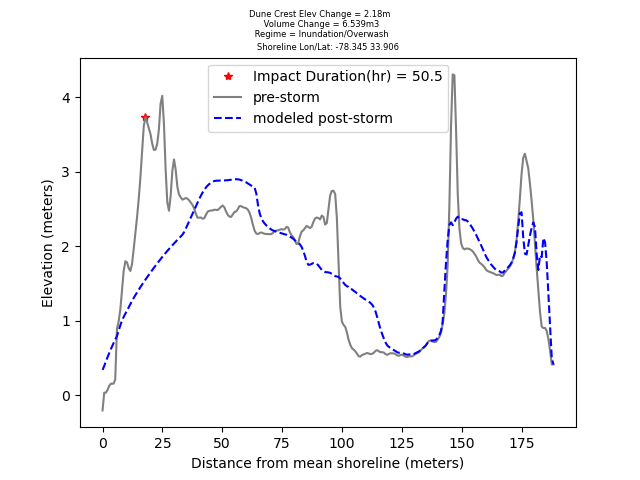 Dune Crest Elev Change = 2.18m
Volume Change = 6.539m3
Regime = Inundation/Overwash
Shoreline Lon/Lat: -78.345 33.906
Impact Duration(hr) = 50.5
pre-storm
modeled post-storm
Elevation (meters)
4
3
2
1
0
0 25 50 75 100 125 150 175
Distance from mean shoreline (meters)